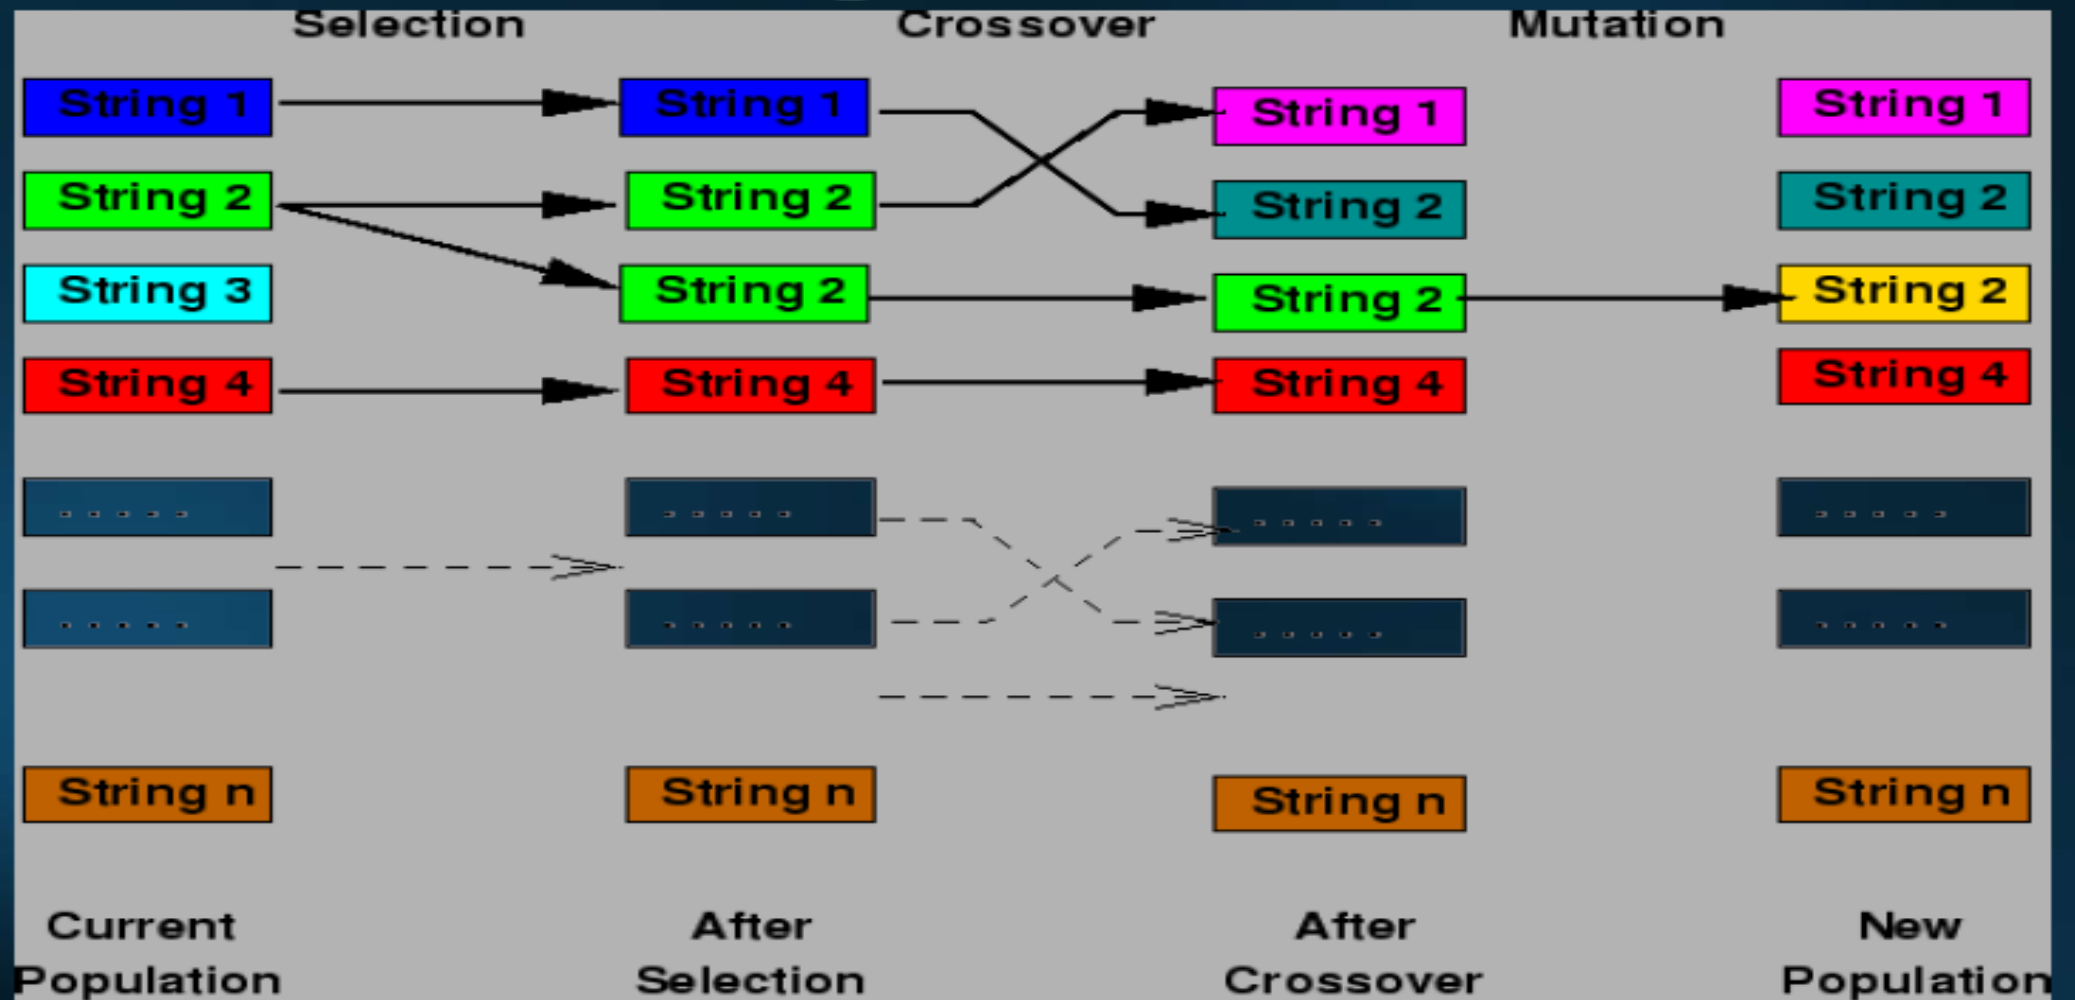 Selection Crossover Mutation
String 1 String 1 String 1 String 1
String 2 String 2 String 2 String 2
String 3 String 2 String 2 String 2
String 4 String 4 String 4 String 4
..... ..... ..... .....
..... ..... ..... .....
String n String n String n String n
Current After After New
Population Selection Crossover Population